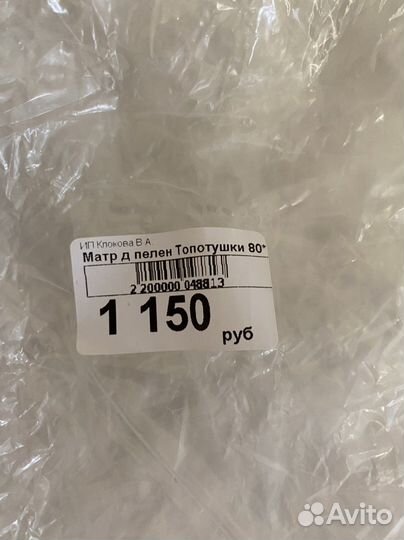 ИП Клокова В.А.
Матр д пелен Топотушки 80*
2 200000 048813
1 150
руб
Avito